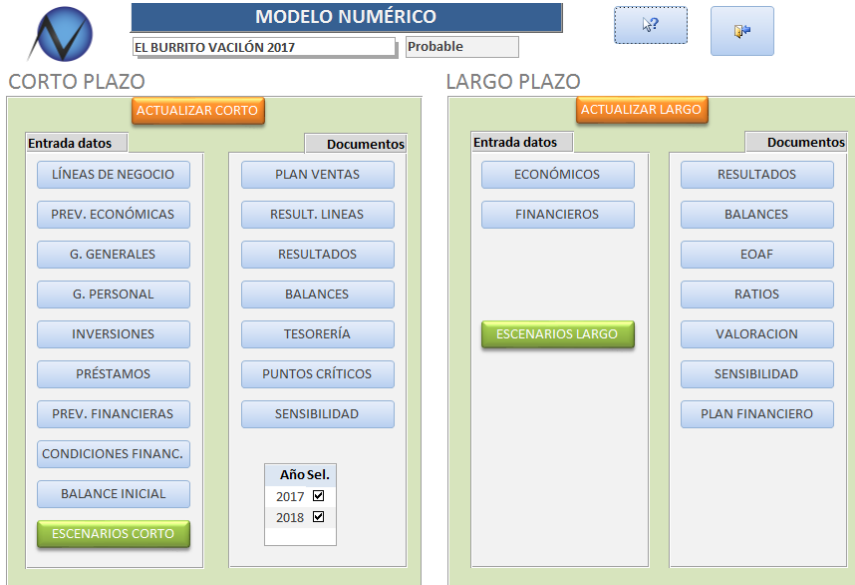 MODELO NUMÉRICO
EL BURRITO VACILÓN 2017
Probable
?
CORTO PLAZO
ACTUALIZAR CORTO
Entrada datos
LÍNEAS DE NEGOCIO
PREV. ECONÓMICAS
G. GENERALES
G. PERSONAL
INVERSIONES
PRÉSTAMOS
PREV. FINANCIERAS
CONDICIONES FINANC.
BALANCE INICIAL
ESCENARIOS CORTO
Documentos
PLAN VENTAS
RESULT. LINEAS
RESULTADOS
BALANCES
TESORERÍA
PUNTOS CRÍTICOS
SENSIBILIDAD
Año Sel.
2017
2018
LARGO PLAZO
ACTUALIZAR LARGO
Entrada datos
ECONÓMICOS
FINANCIEROS
ESCENARIOS LARGO
Documentos
RESULTADOS
BALANCES
EOAF
RATIOS
VALORACION
SENSIBILIDAD
PLAN FINANCIERO